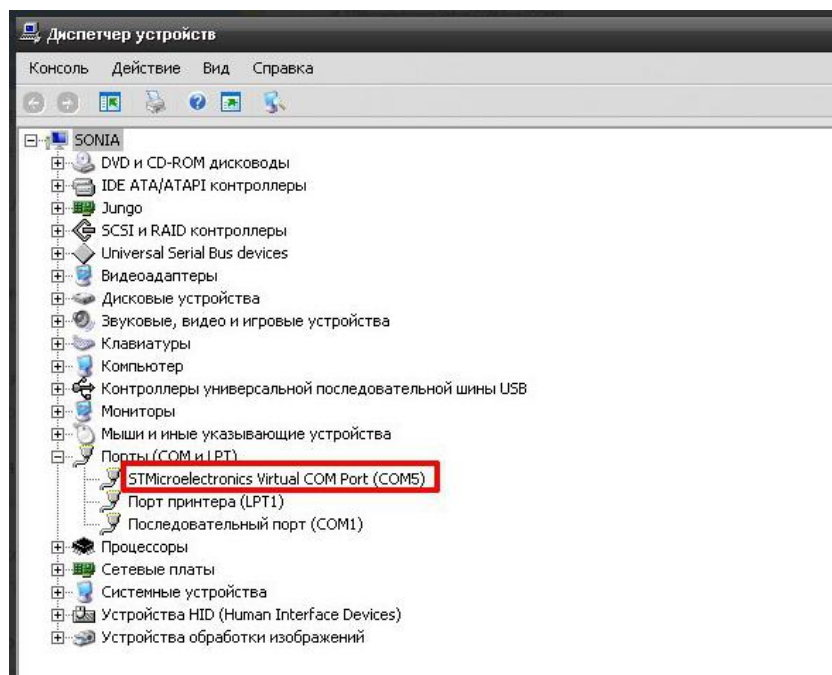 Диспетчер устройств
Консоль Действие Вид Справка
SONIA
DVD и CD-ROM дисководы
IDE ATA/ATAPI контроллеры
Jungo
SCSI и RAID контроллеры
Universal Serial Bus devices
Видеоадаптеры
Дисковые устройства
Звуковые, видео и игровые устройства
Клавиатуры
Компьютер
Контроллеры универсальной последовательной шины USB
Мониторы
Мыши и иные указывающие устройства
Порты (COM и LPT)
STMicroelectronics Virtual COM Port (COM5)
Порт принтера (LPT1)
Последовательный порт (COM1)
Процессоры
Сетевые платы
Системные устройства
Устройства HID (Human Interface Devices)
Устройства обработки изображений